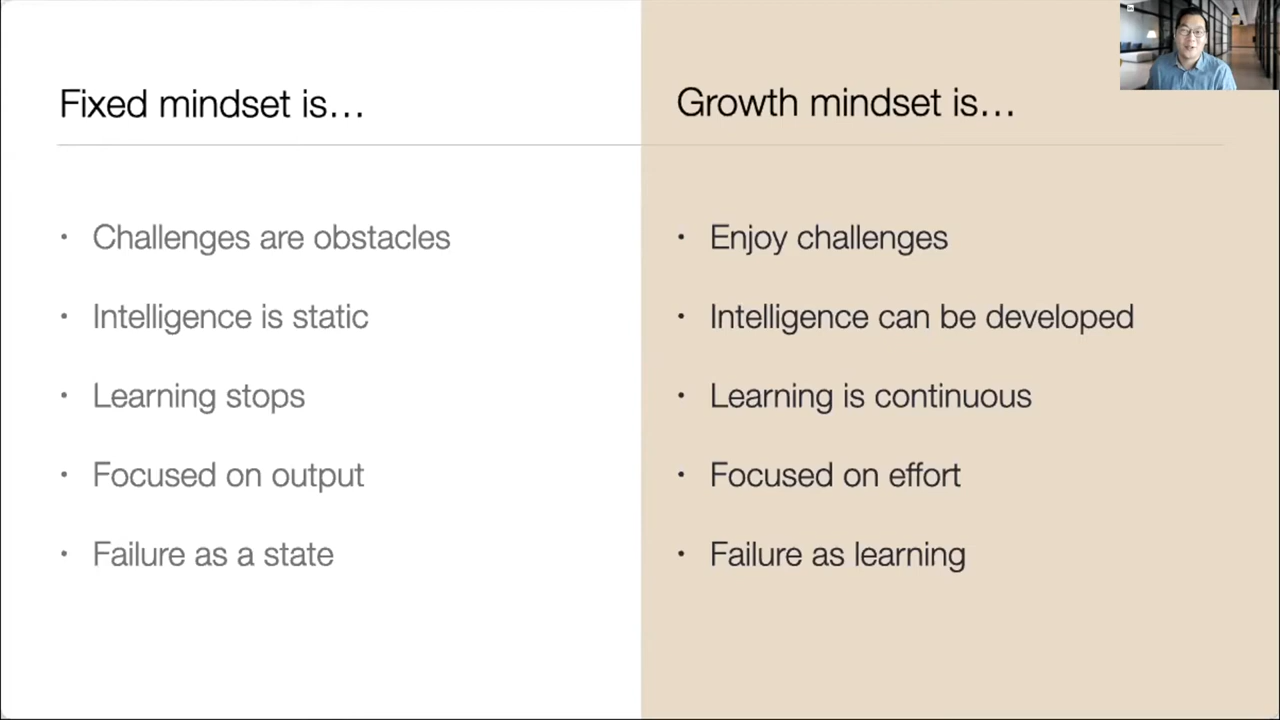 Fixed mindset is…
• Challenges are obstacles
• Intelligence is static
• Learning stops
• Focused on output
• Failure as a state
Growth mindset is…
• Enjoy challenges
• Intelligence can be developed
• Learning is continuous
• Focused on effort
• Failure as learning